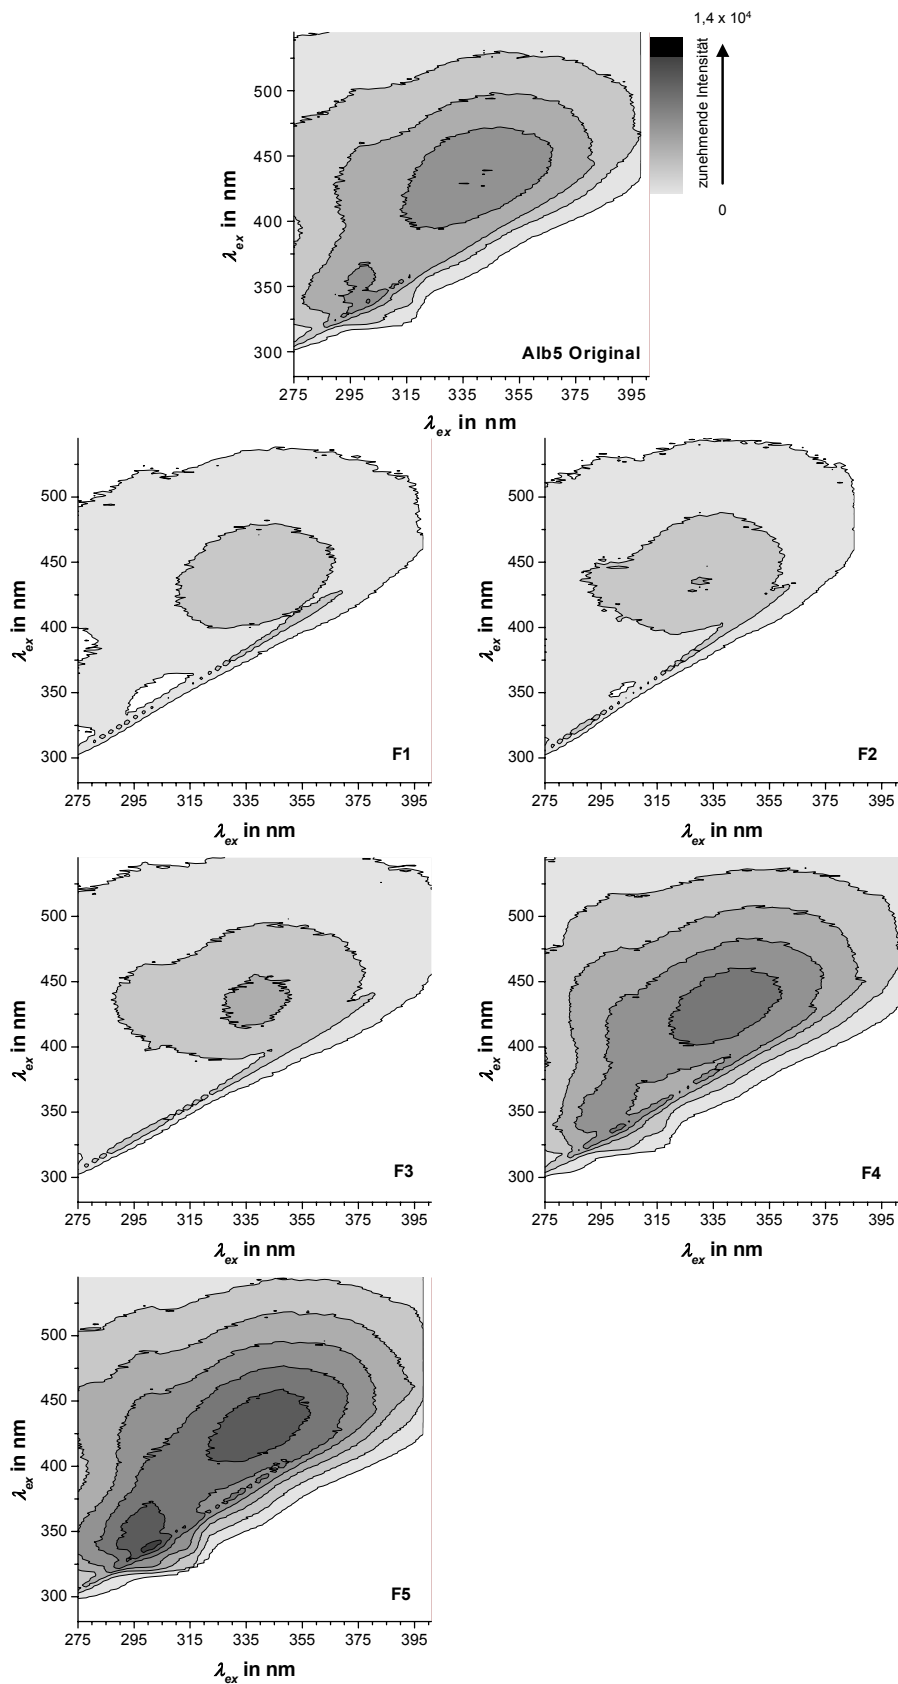 1,4 x 10⁴
zunehmende Intensität
0
500
450
400
350
300
λex in nm
Alb5 Original
275 295 315 335 355 375 395
λex in nm
500
450
400
350
300
λex in nm
F1
275 295 315 335 355 375 395
λex in nm
500
450
400
350
300
λex in nm
F2
275 295 315 339 355 375 395
λex in nm
500
450
400
350
300
λex in nm
F3
275 295 315 335 355 375 395
λex in nm
500
450
400
350
300
λex in nm
F4
275 295 315 335 355 375 395
λex in nm
500
450
400
350
300
λex in nm
F5
275 295 315 335 355 375 395
λex in nm